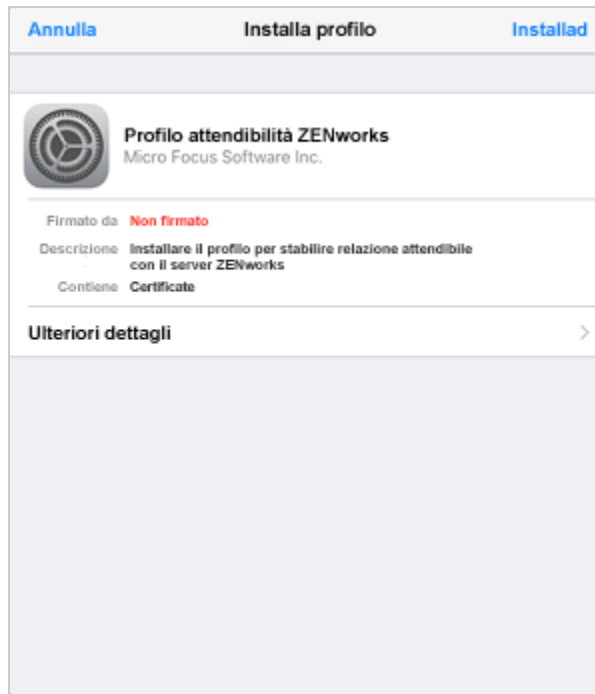 Annulla Installa profilo Installad
Profilo attendibilità ZENworks
Micro Focus Software Inc.
Firmato da Non firmato
Descrizione Installare il profilo per stabilire relazione attendibile
con il server ZENworks
Contiene Certificate
Ulteriori dettagli